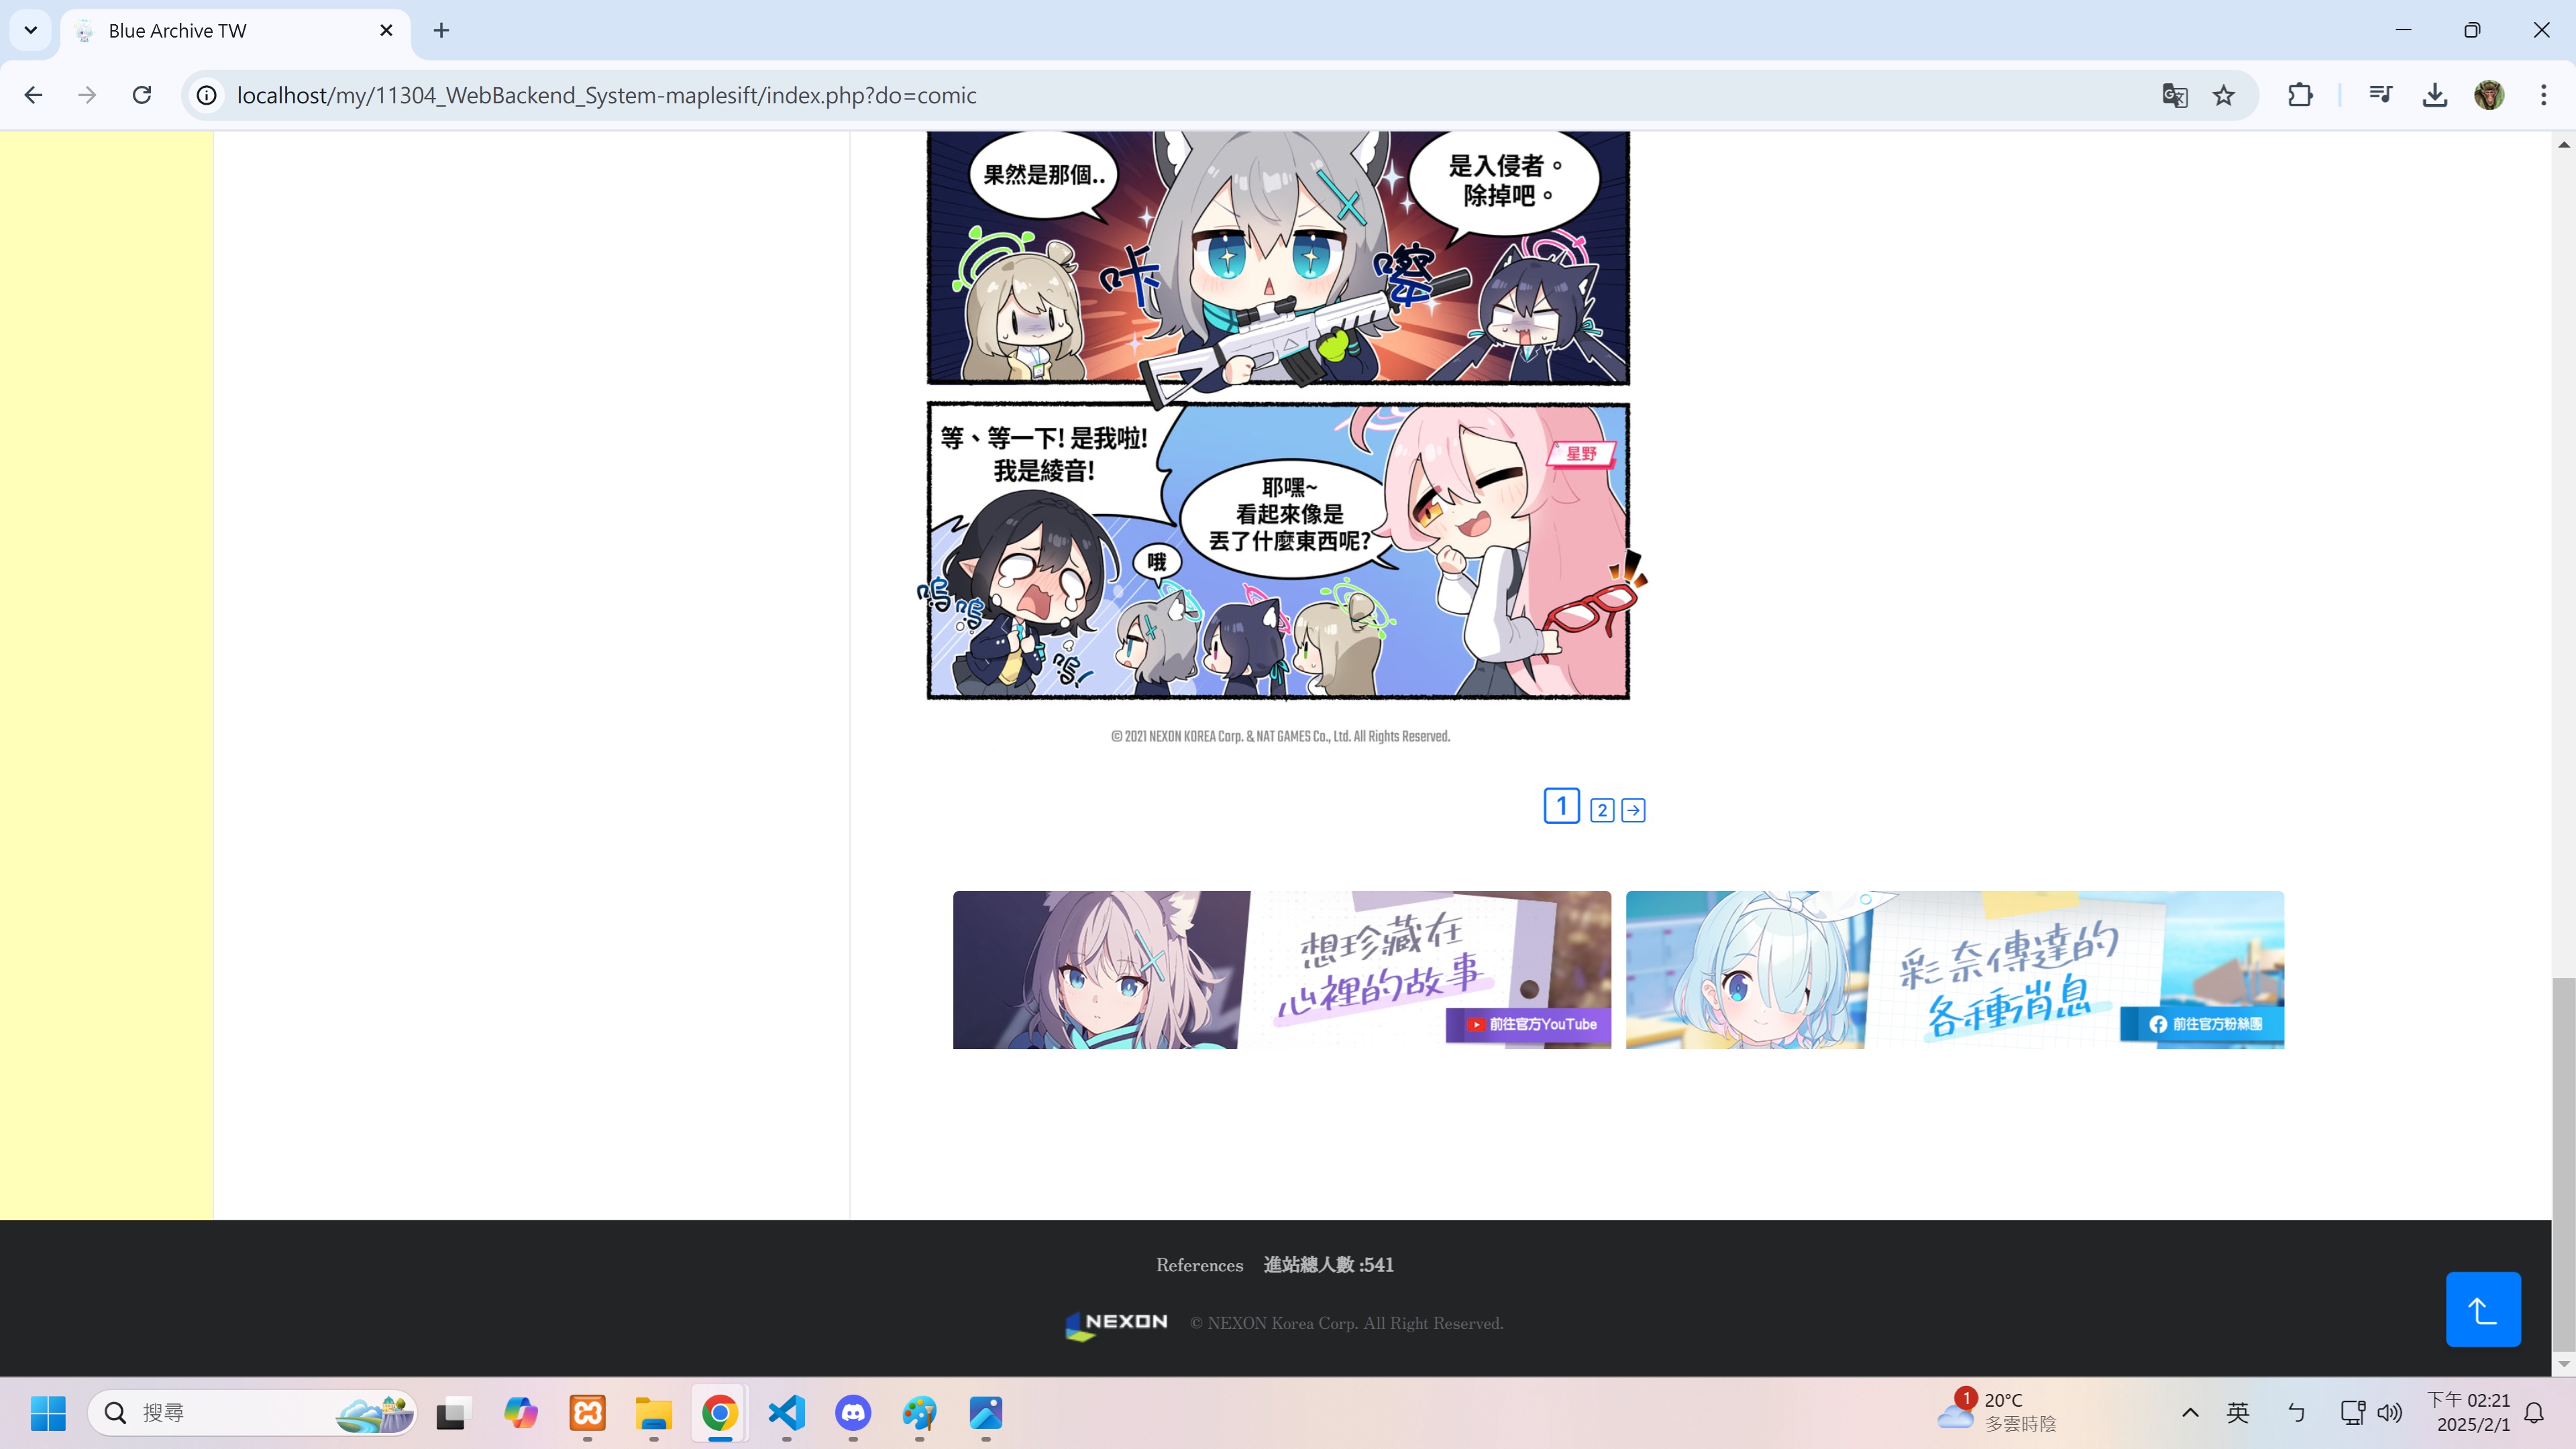 Blue Archive TW
localhost/my/11304_WebBackend_System-maplesift/index.php?do=comic
果然是那個..
是入侵者。
除掉吧。
咔
嚓
等、等一下! 是我啦!
我是綾音!
耶嘿~
看起來像是
丟了什麼東西呢?
星野
哦
嗚
嗚
嗚!
© 2021 NEXON KOREA Corp. & NAT GAMES Co., Ltd. All Rights Reserved.
1 2
想珍藏在
心裡的故事
前往官方YouTube
彩奈傳達的
各種消息
前往官方粉絲團
References 進站總人數 :541
NEXON © NEXON Korea Corp. All Right Reserved.
搜尋
1
20°C
多雲時陰
英
ㄅ
下午 02:21
2025/2/1